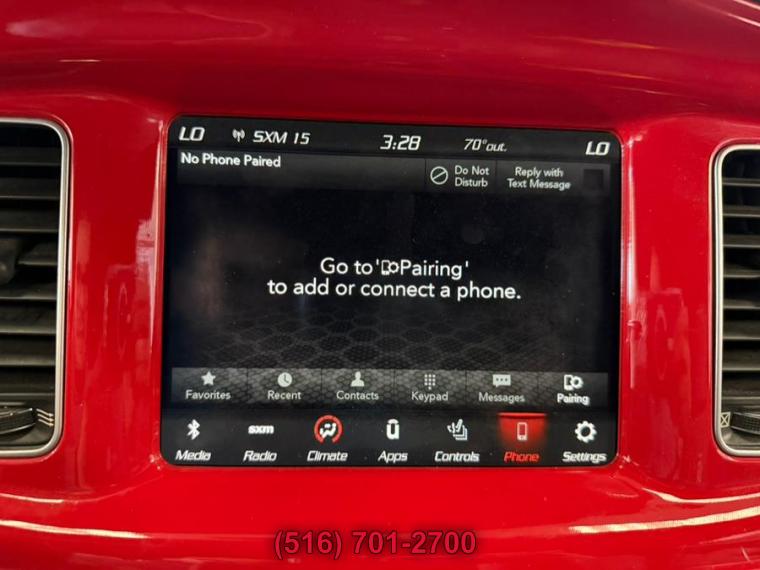 LO SXM 15 3:28 70°out. LO
No Phone Paired
Do Not
Disturb
Reply with
Text Message
Go to 'Pairing'
to add or connect a phone.
Favorites Recent Contacts Keypad Messages Pairing
sxm
Media Radio Climate Apps Controls Phone Settings
(516) 701-2700